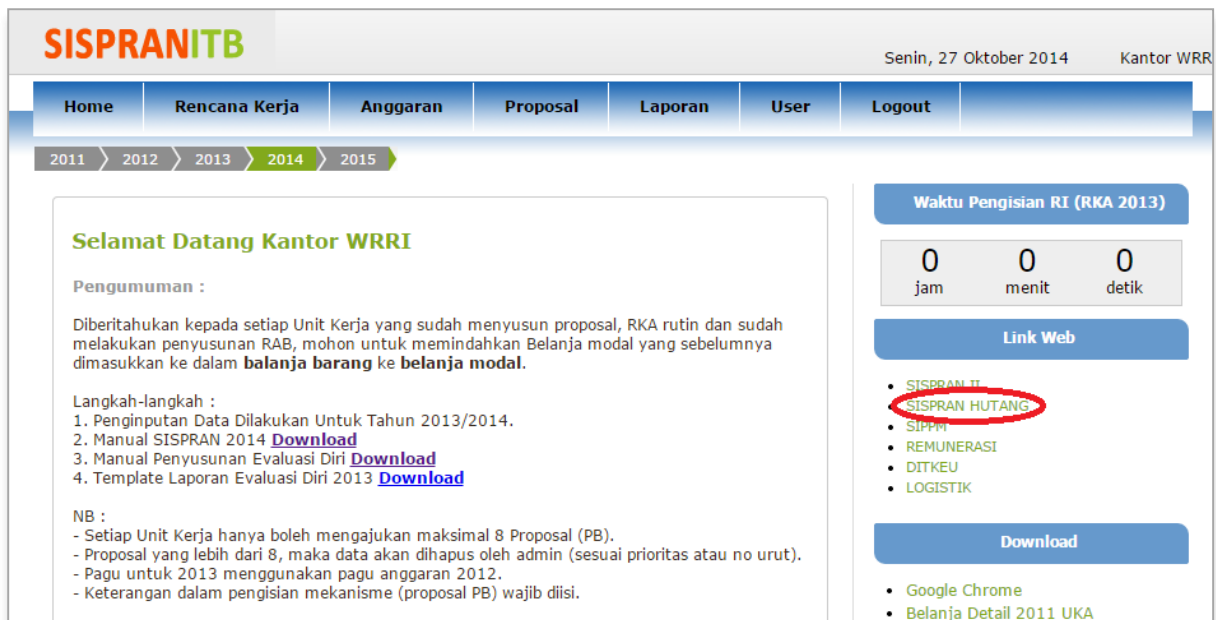 SISPRANITB
Senin, 27 Oktober 2014 Kantor WRR
Home Rencana Kerja Anggaran Proposal Laporan User Logout
2011 2012 2013 2014 2015
Selamat Datang Kantor WRRI
Pengumuman :
Diberitahukan kepada setiap Unit Kerja yang sudah menyusun proposal, RKA rutin dan sudah
melakukan penyusunan RAB, mohon untuk memindahkan Belanja modal yang sebelumnya
dimasukkan ke dalam balanja barang ke belanja modal.
Langkah-langkah :
1. Penginputan Data Dilakukan Untuk Tahun 2013/2014.
2. Manual SISPRAN 2014 Download
3. Manual Penyusunan Evaluasi Diri Download
4. Template Laporan Evaluasi Diri 2013 Download
NB :
- Setiap Unit Kerja hanya boleh mengajukan maksimal 8 Proposal (PB).
- Proposal yang lebih dari 8, maka data akan dihapus oleh admin (sesuai prioritas atau no urut).
- Pagu untuk 2013 menggunakan pagu anggaran 2012.
- Keterangan dalam pengisian mekanisme (proposal PB) wajib diisi.
Waktu Pengisian RI (RKA 2013)
0 0 0
jam menit detik
Link Web
SISPRAN II
SISPRAN HUTANG
SIPPM
REMUNERASI
DITKEU
LOGISTIK
Download
Google Chrome
Belanja Detail 2011 UKA